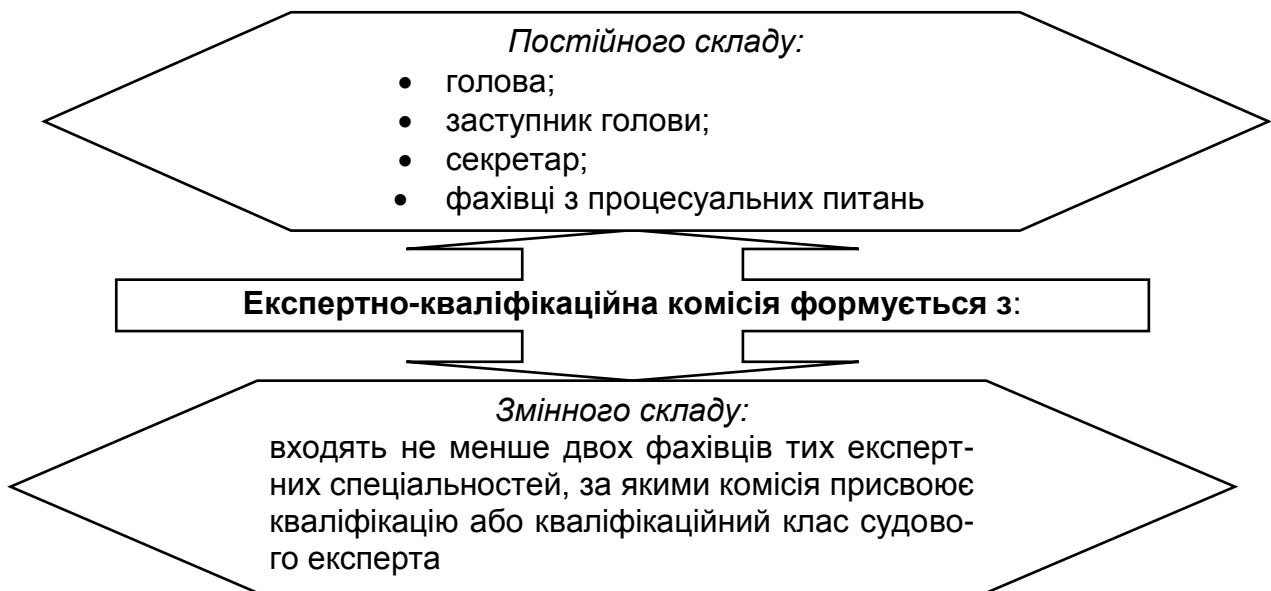 Постійного складу:
• голова;
• заступник голови;
• секретар;
• фахівці з процесуальних питань
Експертно-кваліфікаційна комісія формується з:
Змінного складу:
входять не менше двох фахівців тих експерт-
них спеціальностей, за якими комісія присвоює
кваліфікацію або кваліфікаційний клас судово-
го експерта